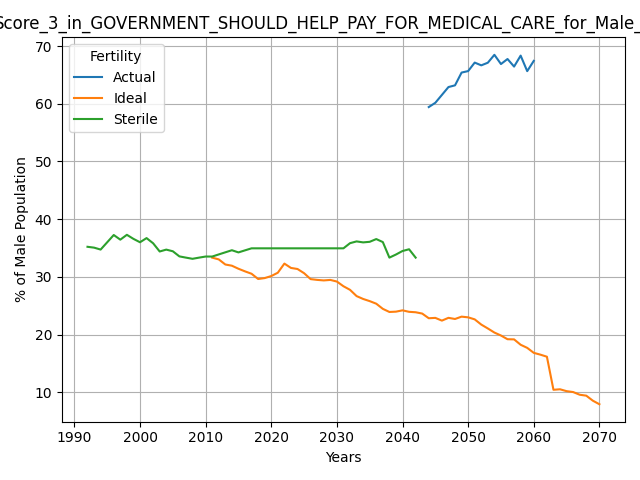 Score_3_in_GOVERNMENT_SHOULD_HELP_PAY_FOR_MEDICAL_CARE_for_Male_
Fertility
Actual
Ideal
Sterile
% of Male Population
70
60
50
40
30
20
10
1990 2000 2010 2020 2030 2040 2050 2060 2070
Years